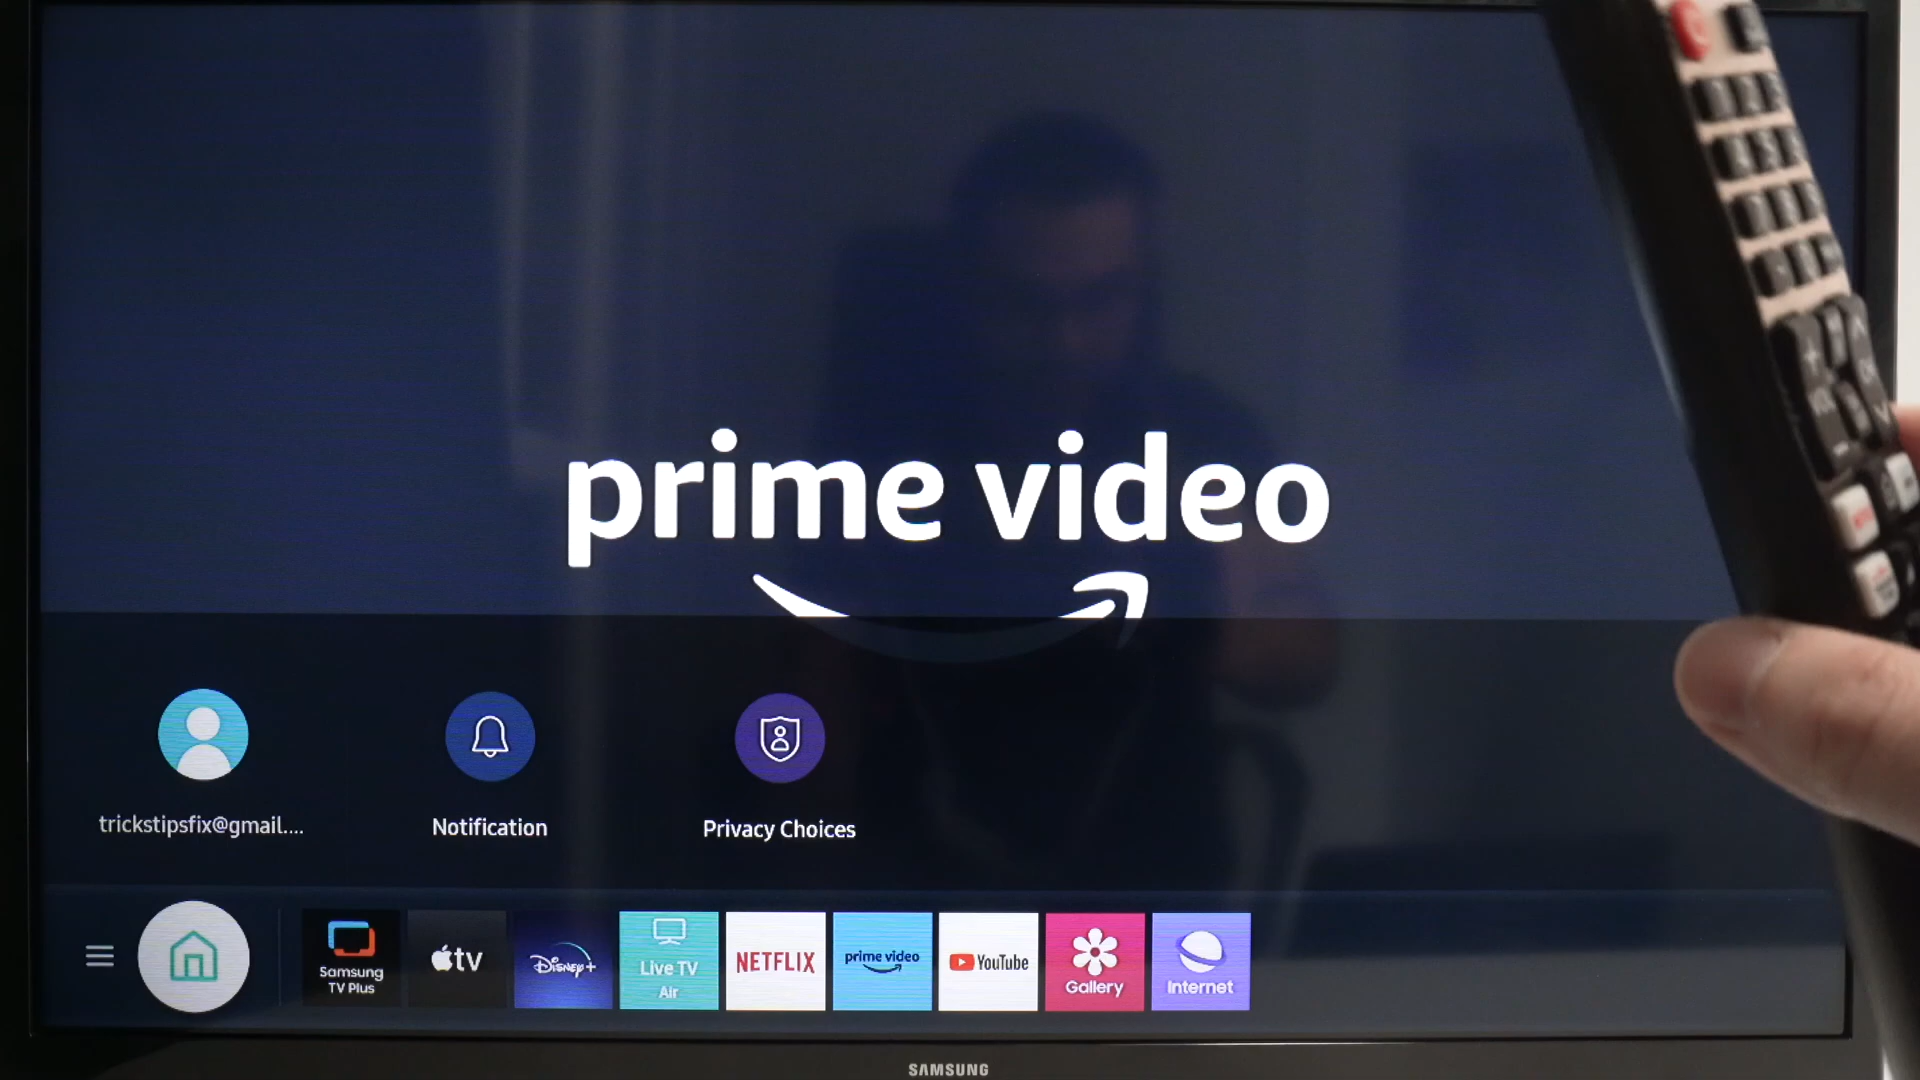 prime video
trickstipsfix@gmail....
Notification
Privacy Choices
Samsung
TV Plus
tv
Disney+
Live TV
Air
NETFLIX
prime video
YouTube
Gallery
Internet
SAMSUNG